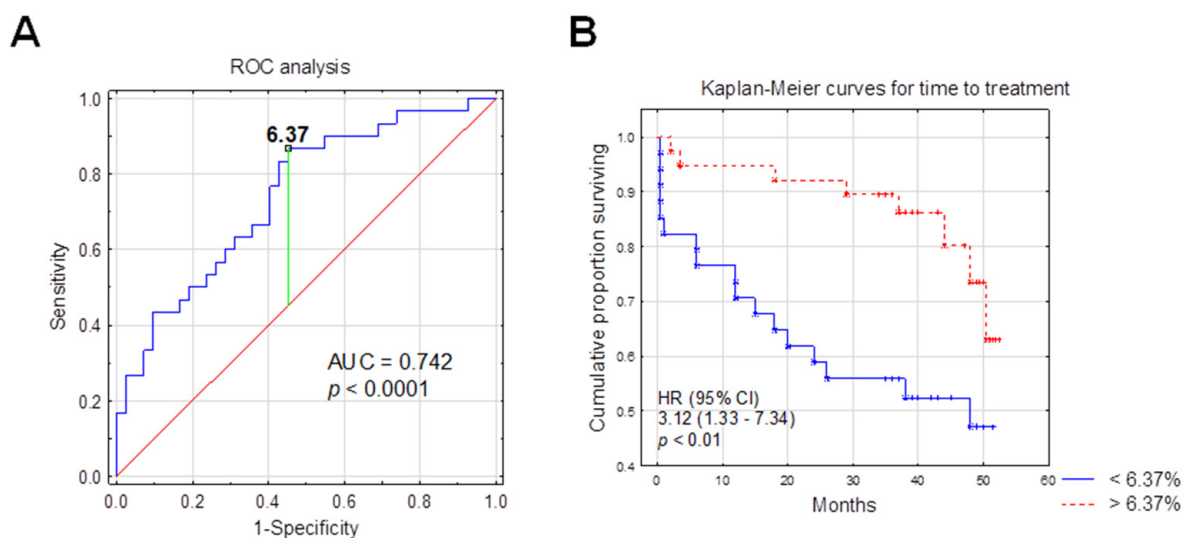 A
ROC analysis
1.0
0.8
0.6
0.4
0.2
0.0
Sensitivity
6.37
AUC = 0.742
p < 0.0001
0.0 0.2 0.4 0.6 0.8 1.0
1-Specificity
B
Kaplan-Meier curves for time to treatment
1.0
0.9
0.8
0.7
0.6
0.5
0.4
Cumulative proportion surviving
HR (95% CI)
3.12 (1.33 - 7.34)
p < 0.01
0 10 20 30 40 50 60
Months
< 6.37%
> 6.37%